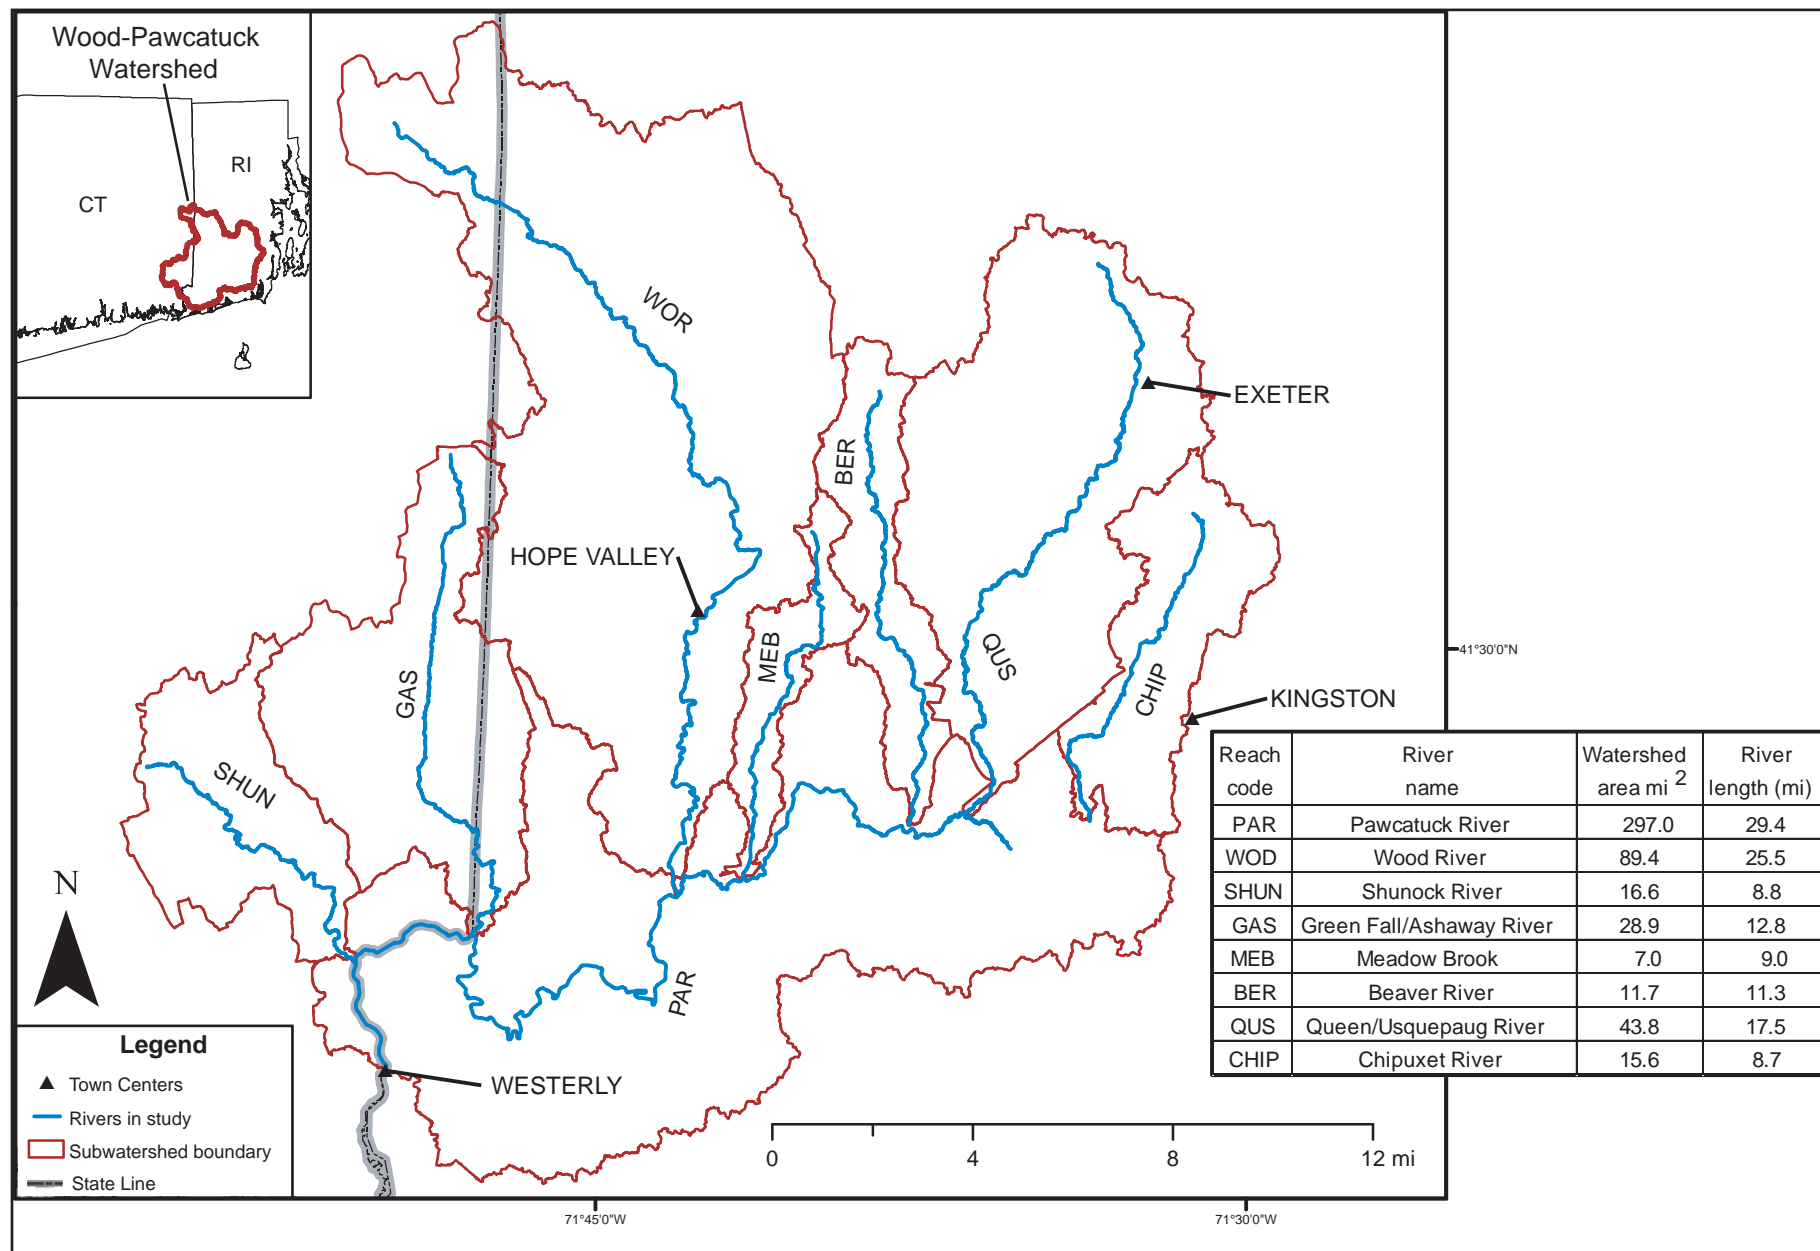 Wood-Pawcatuck
Watershed
CT
RI
WOR
BER
EXETER
HOPE VALLEY
GAS
MEB
QUS
CHIP
KINGSTON
SHUN
PAR
WESTERLY
N
41°30'0"N
71°45'0"W
71°30'0"W
0 4 8 12 mi
Legend
Town Centers
Rivers in study
Subwatershed boundary
State Line
Reach code River name Watershed area mi 2 River length (mi)
PAR Pawcatuck River 297.0 29.4
WOD Wood River 89.4 25.5
SHUN Shunock River 16.6 8.8
GAS Green Fall/Ashaway River 28.9 12.8
MEB Meadow Brook 7.0 9.0
BER Beaver River 11.7 11.3
QUS Queen/Usquepaug River 43.8 17.5
CHIP Chipuxet River 15.6 8.7